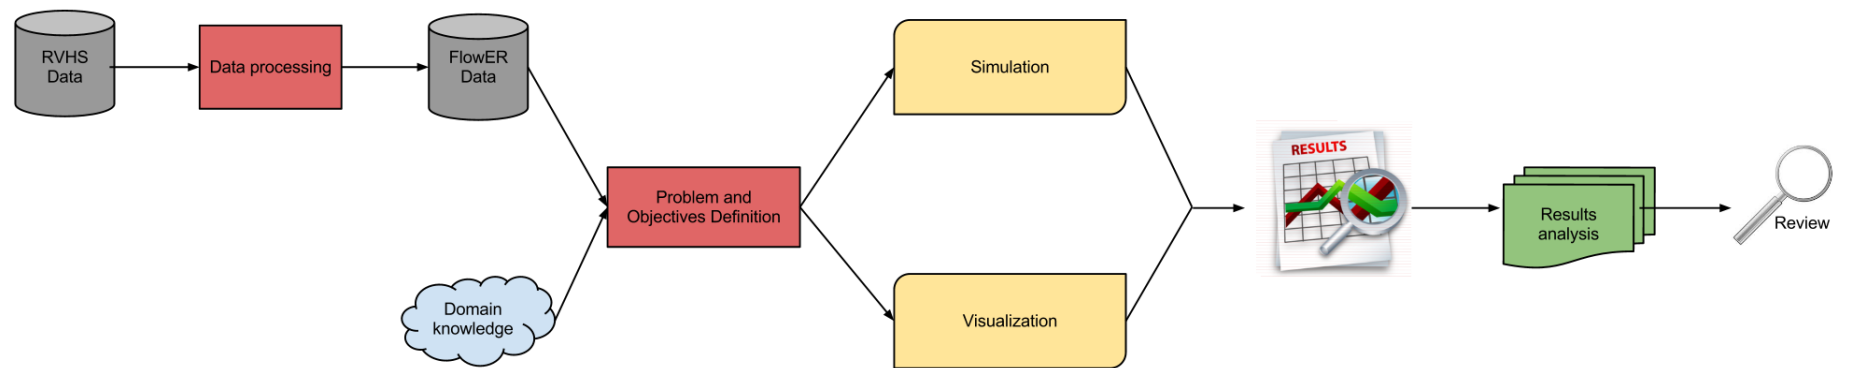 RVHS
Data
Data processing
FlowER
Data
Domain
knowledge
Problem and
Objectives Definition
Simulation
Visualization
RESULTS
Results
analysis
Review